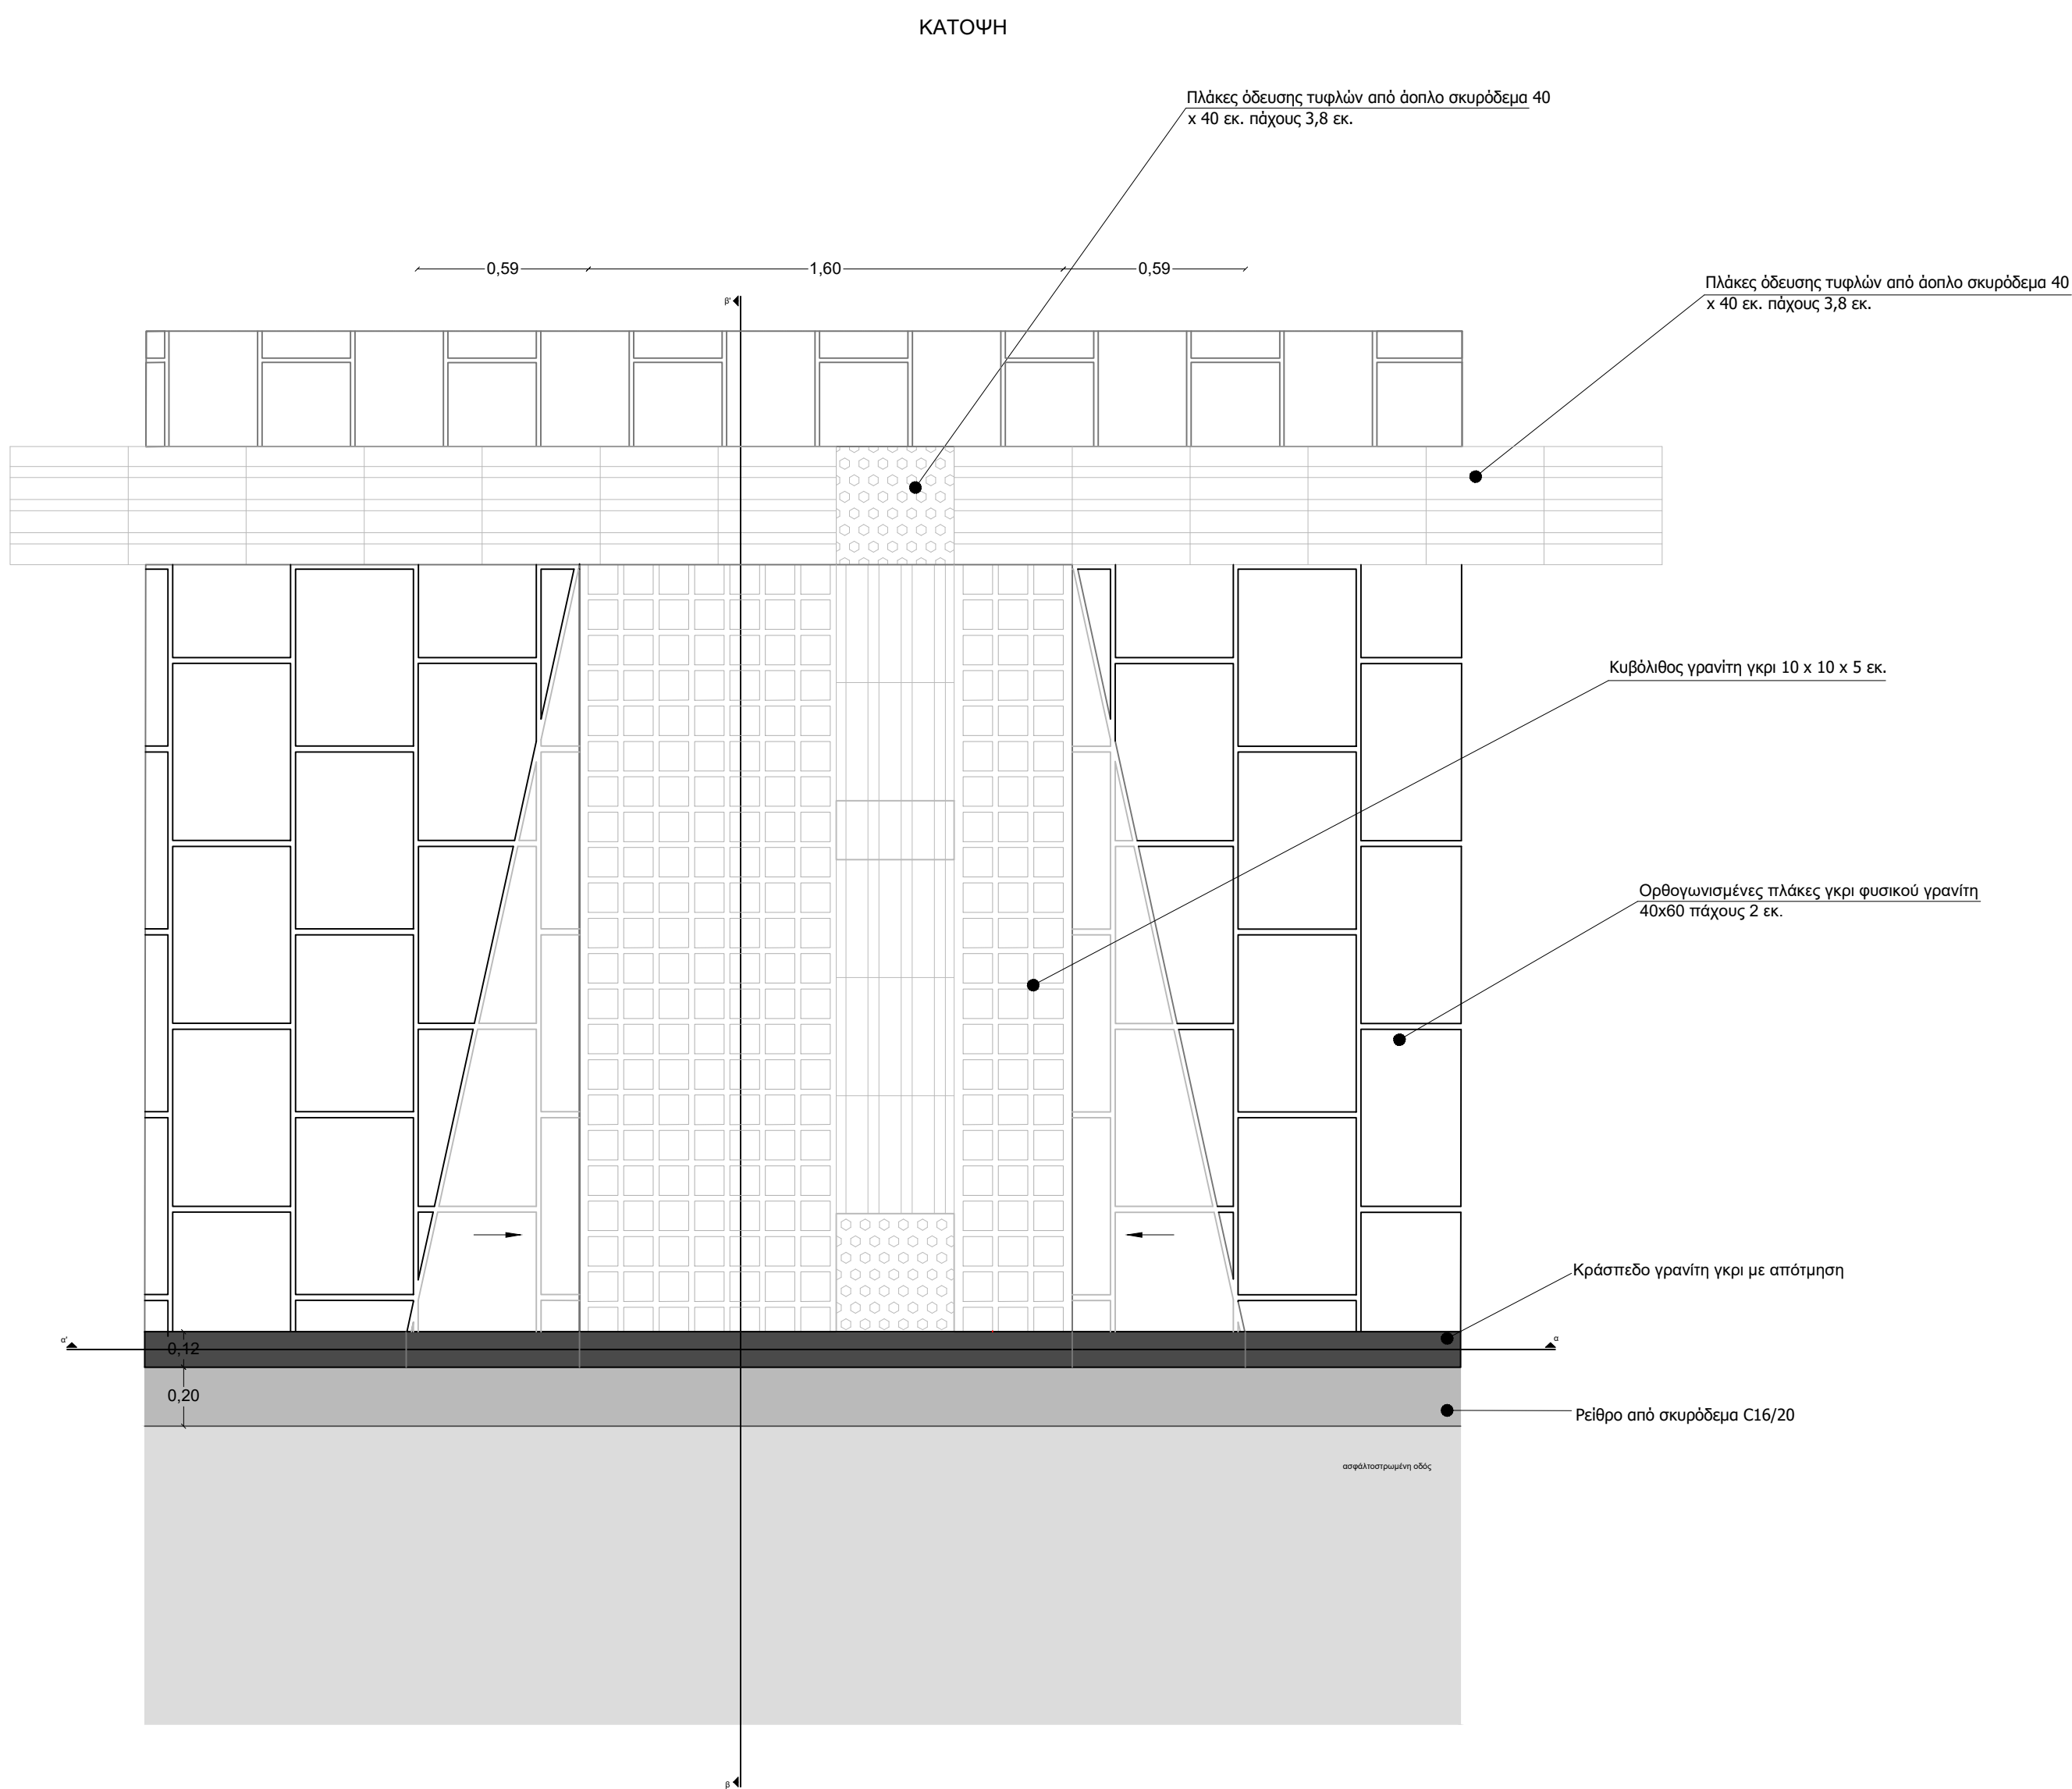 ΚΑΤΟΨΗ
Πλάκες όδευσης τυφλών από άοπλο σκυρόδεμα 40
x 40 εκ. πάχους 3,8 εκ.
0,59
1,60
0,59
Πλάκες όδευσης τυφλών από άοπλο σκυρόδεμα 40
x 40 εκ. πάχους 3,8 εκ.
β'
Κυβόλιθος γρανίτη γκρι 10 x 10 x 5 εκ.
Ορθογωνισμένες πλάκες γκρι φυσικού γρανίτη
40x60 πάχους 2 εκ.
Κράσπεδο γρανίτη γκρι με απότμηση
α'
α
0,12
0,20
Ρείθρο από σκυρόδεμα C16/20
ασφάλτοστρωμένη οδός
β